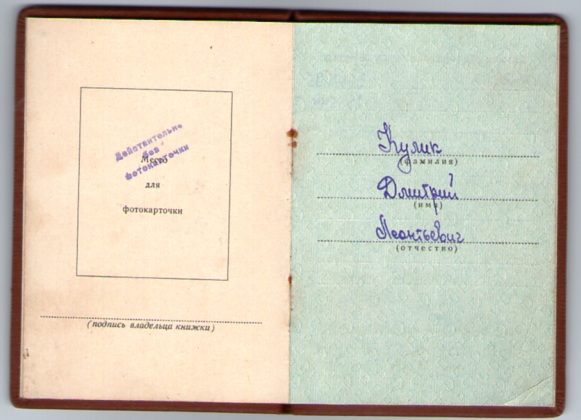 Действительно
без
фотокарточки
Место
для
фотокарточки
(подпись владельца книжки)
Кулик
(фамилия)
Дмитрий
(имя)
Леонтьевич
(отчество)